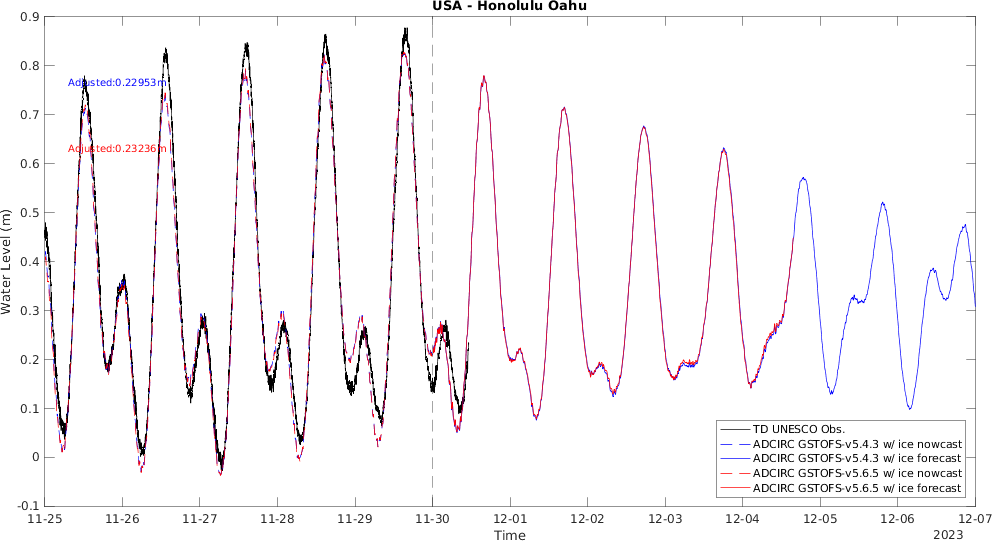 USA - Honolulu Oahu
0.9
0.8
0.7
0.6
0.5
0.4
0.3
0.2
0.1
0
-0.1
Water Level (m)
Adjusted:0.22953m
Adjusted:0.23236m
TD UNESCO Obs.
ADCIRC GSTOFS-v5.4.3 w/ ice nowcast
ADCIRC GSTOFS-v5.4.3 w/ ice forecast
ADCIRC GSTOFS-v5.6.5 w/ ice nowcast
ADCIRC GSTOFS-v5.6.5 w/ ice forecast
11-25 11-26 11-27 11-28 11-29 11-30 12-01 12-02 12-03 12-04 12-05 12-06 12-07
Time
2023